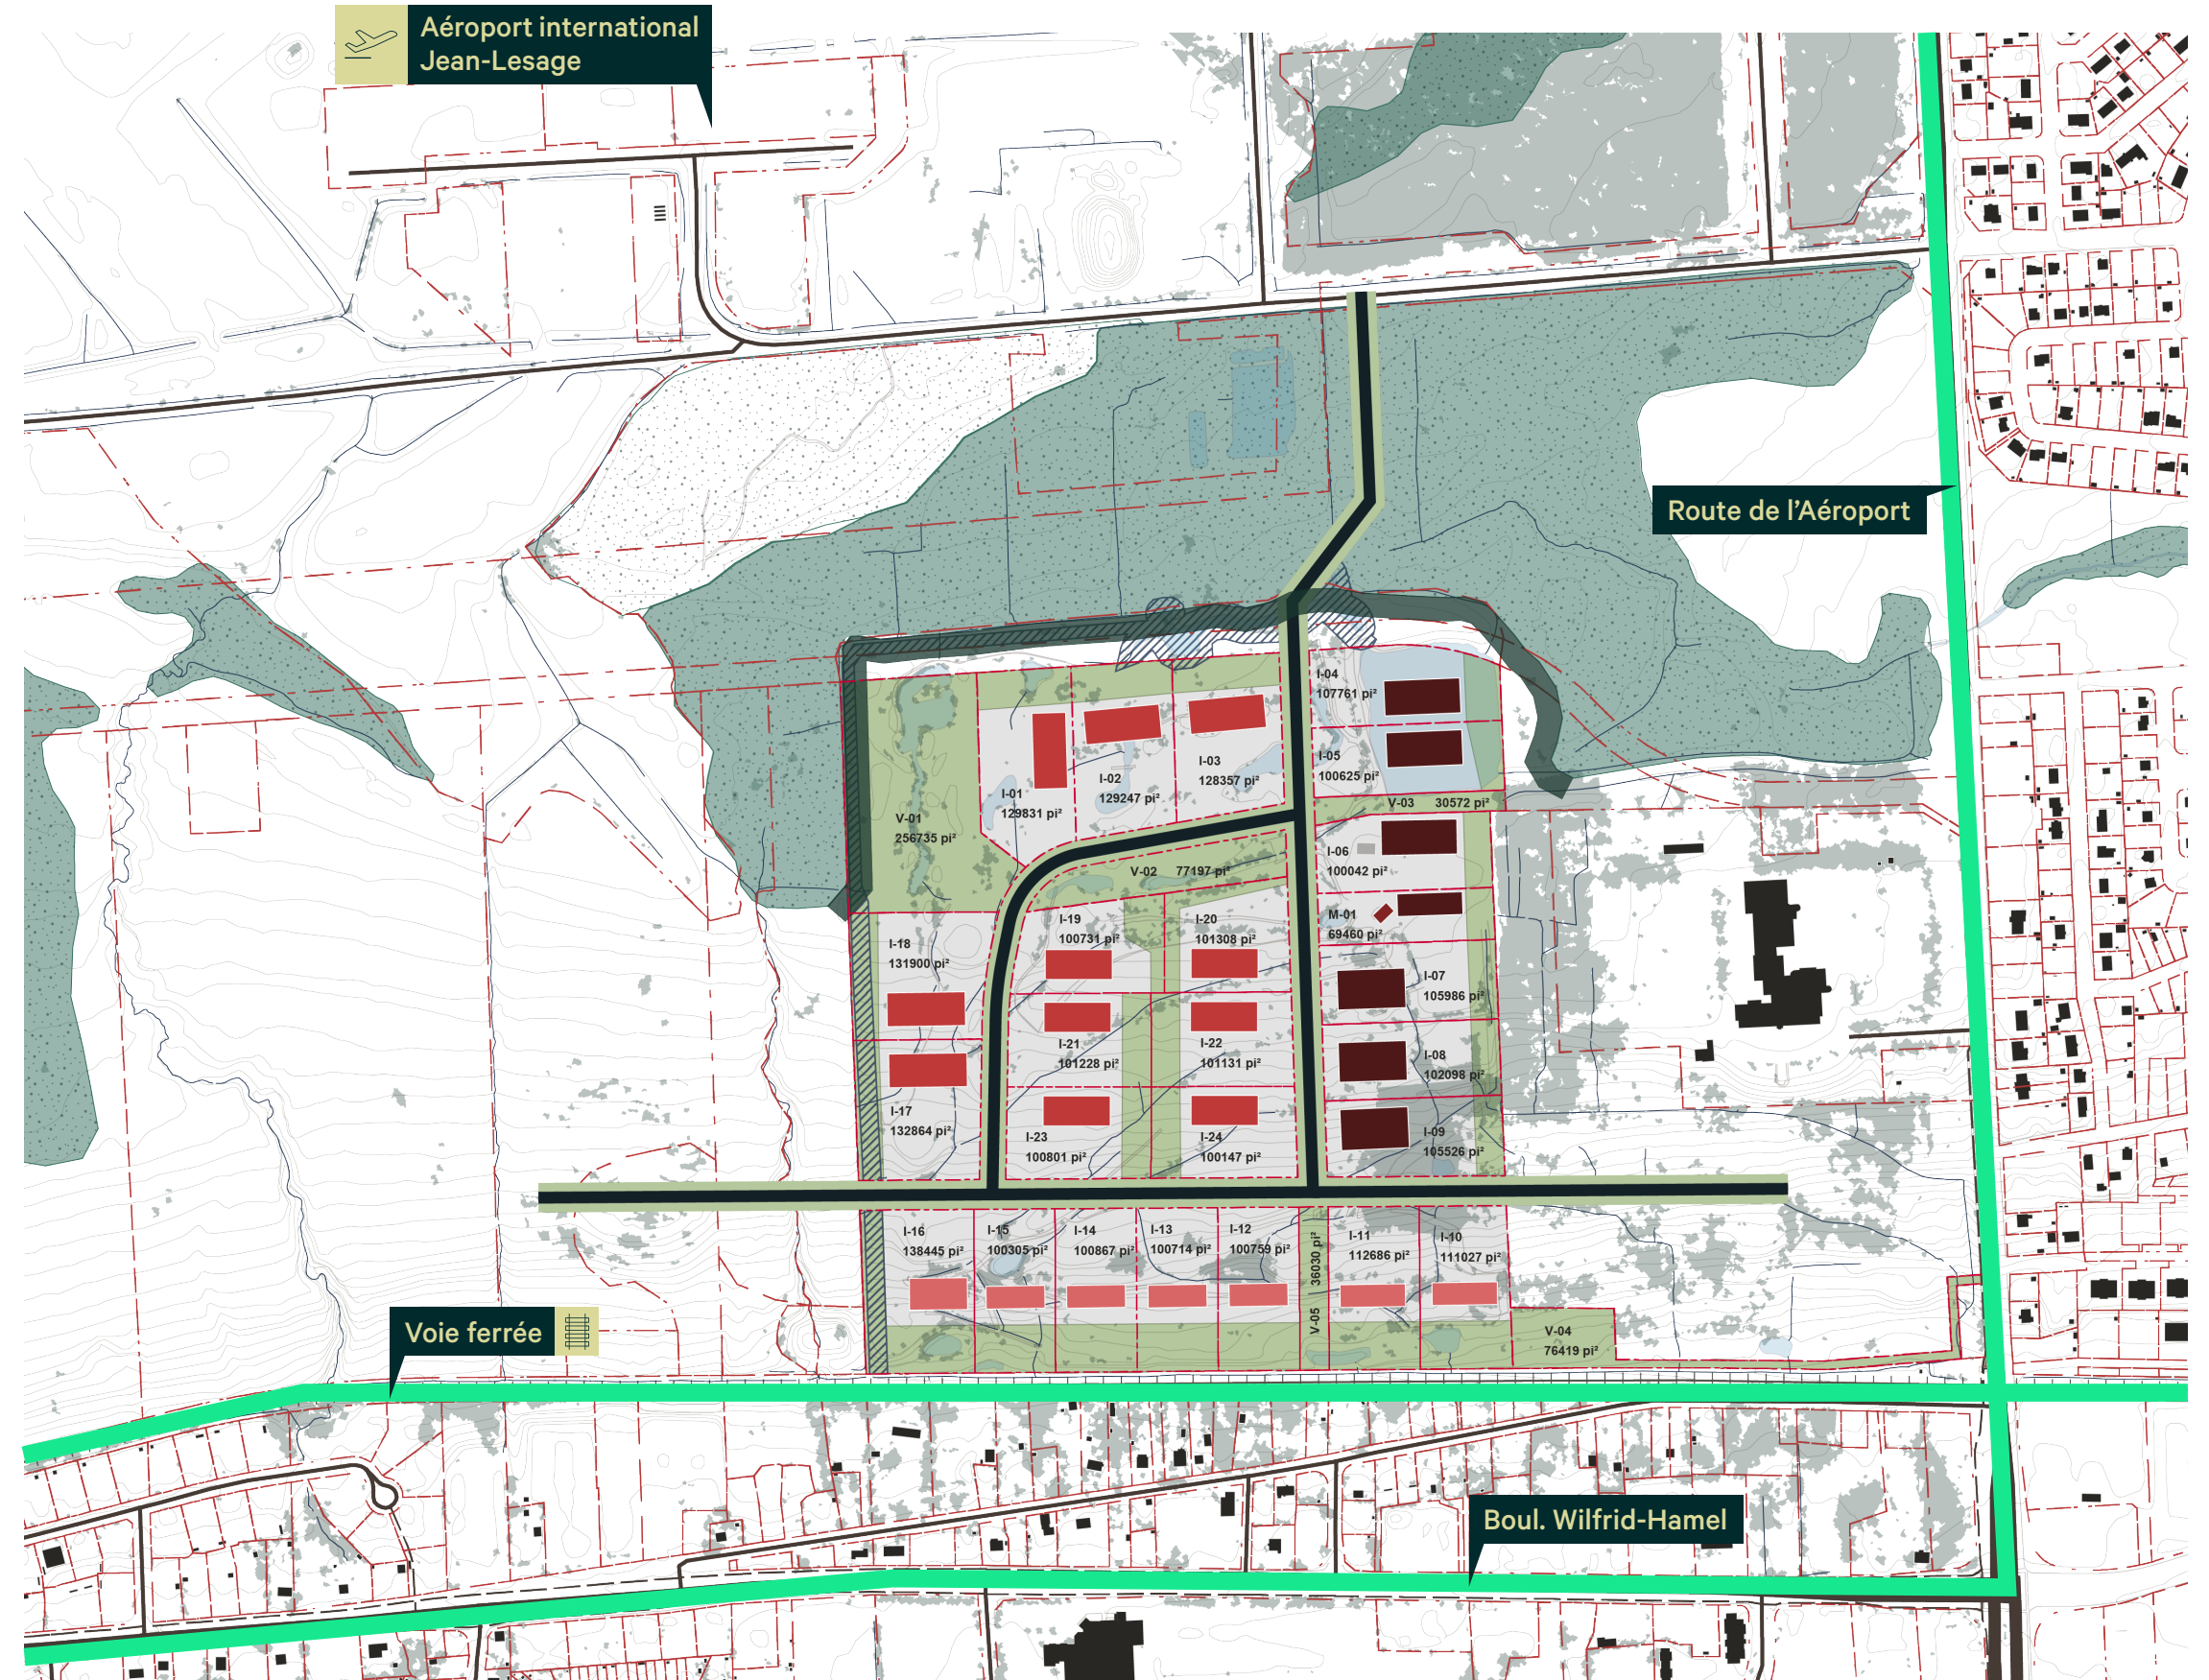 Aéroport international
Jean-Lesage
Route de l'Aéroport
I-04
107761 pi²
I-05
100625 pi²
I-03
128357 pi²
I-02
129247 pi²
I-01
129831 pi²
V-03 30572 pi²
V-01
256735 pi²
I-06
100042 pi²
V-02 77197 pi²
M-01
69460 pi²
I-19
100731 pi²
I-20
101308 pi²
I-18
131900 pi²
I-07
105986 pi²
I-21
101228 pi²
I-22
101131 pi²
I-08
102098 pi²
I-17
132864 pi²
I-23
100801 pi²
I-24
100147 pi²
I-09
105526 pi²
I-16
138445 pi²
I-15
100305 pi²
I-14
100867 pi²
I-13
100714 pi²
I-12
100759 pi²
V-05 36030 pi²
I-11
112686 pi²
I-10
111027 pi²
V-04
76419 pi²
Voie ferrée
Boul. Wilfrid-Hamel